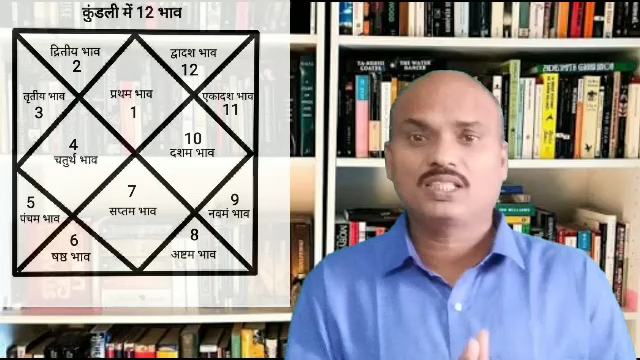 कुंडली में 12 भाव
द्रितीय भाव
2
द्वादश भाव
12
तृतीय भाव
3
प्रथम भाव
1
एकादश भाव
11
4
चतुर्थ भाव
10
दशम भाव
5
पंचम भाव
7
सप्तम भाव
9
नवम भाव
6
षष्ठ भाव
8
अष्टम भाव